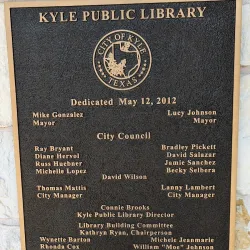 KYLE PUBLIC LIBRARY
CITY OF KYLE
TEXAS
Dedicated May 12, 2012
Mike Gonzalez Lucy Johnson
Mayor Mayor
City Council
Ray Bryant Bradley Pickett
Diane Hervol David Salazar
Russ Huebner Jamie Sanchez
Michelle Lopez Becky Selbera
David Wilson
Thomas Mattis Lanny Lambert
City Manager City Manager
Connie Brooks
Kyle Public Library Director
Library Building Committee
Kathryn Ryan, Chairperson
Wynette Barton Michele Jeanmarie
Rhonda Cox William "Moe" Johnson